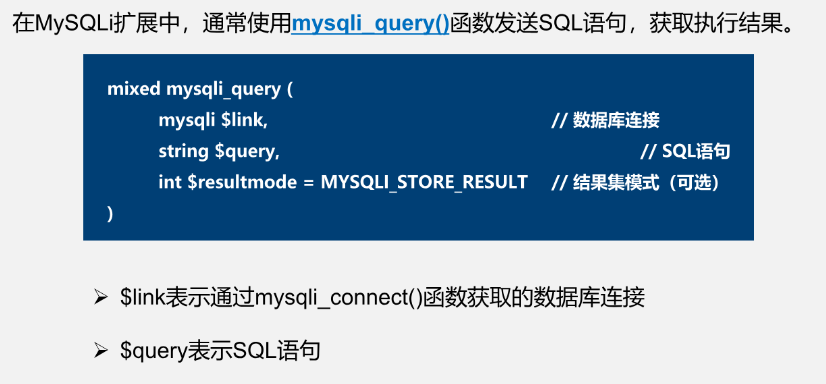 在MySQLi扩展中，通常使用mysqli_query()函数发送SQL语句，获取执行结果。
mixed mysqli_query (
mysqli $link, // 数据库连接
string $query, // SQL语句
int $resultmode = MYSQLI_STORE_RESULT // 结果集模式（可选）
)
➢ $link表示通过mysqli_connect()函数获取的数据库连接
➢ $query表示SQL语句